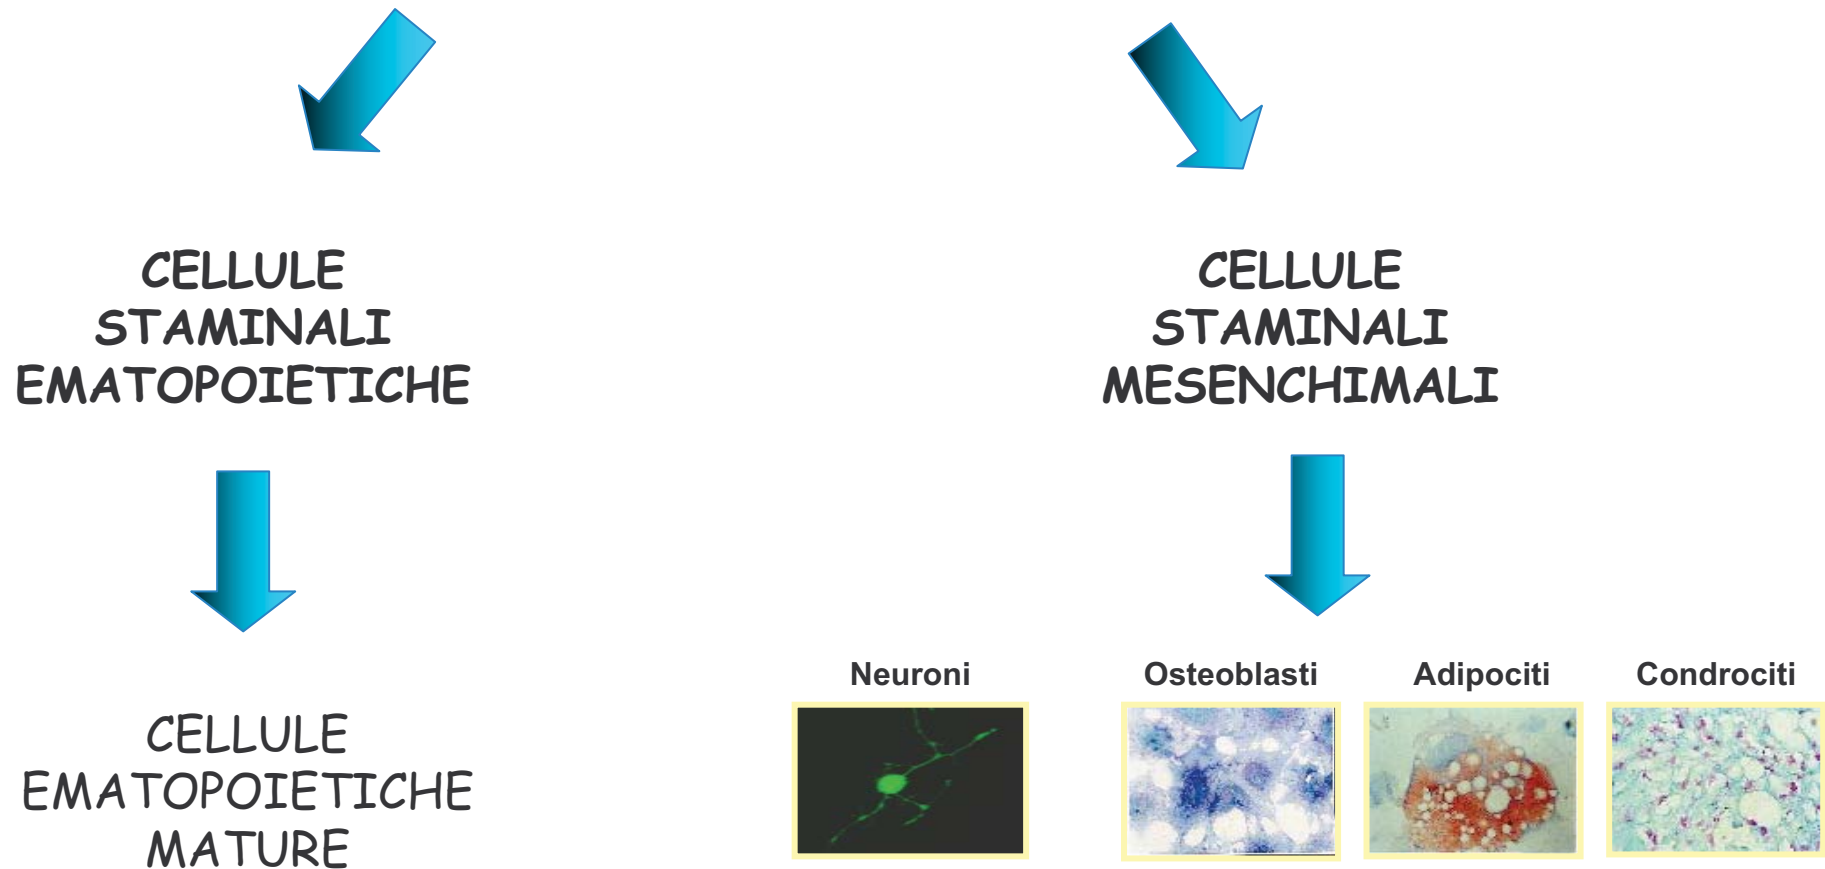 CELLULE
STAMINALI
EMATOPOIETICHE
CELLULE
STAMINALI
MESENCHIMALI
CELLULE
EMATOPOIETICHE
MATURE
Neuroni
Osteoblasti
Adipociti
Condrociti